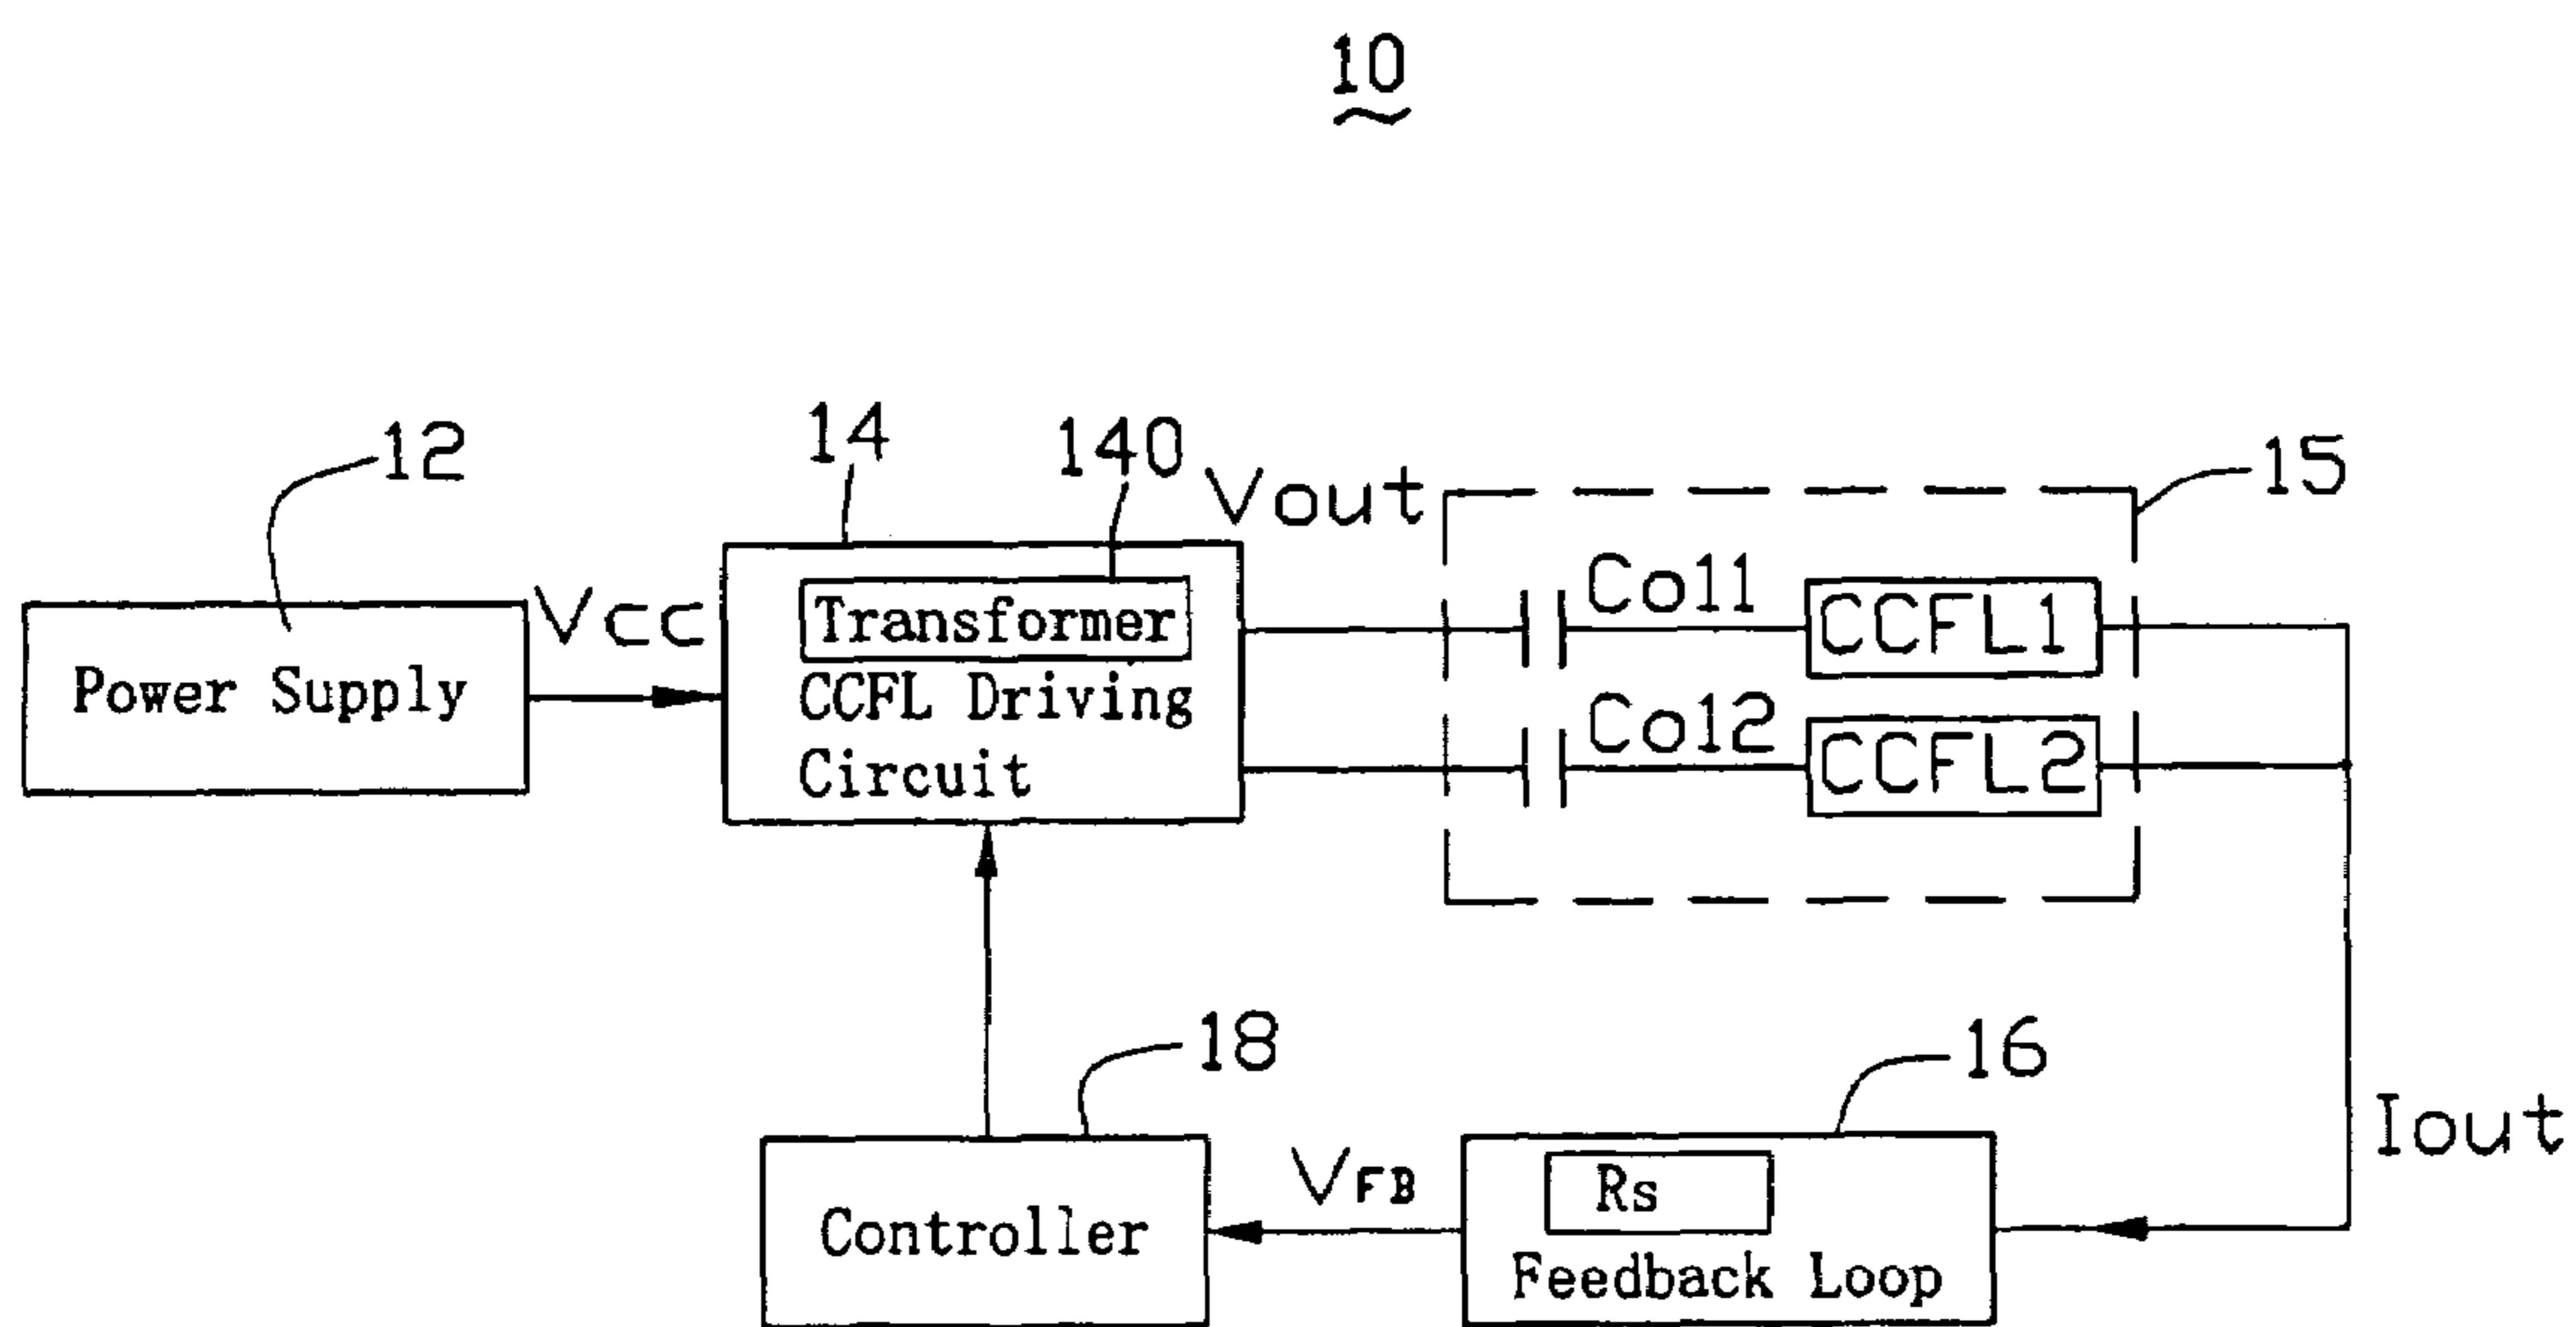 10
12
14
140
Vout
15
Vcc
Power Supply
Transformer
CCFL Driving
Circuit
Co11
CCFL1
Co12
CCFL2
18
16
Iout
Controller
VFB
Rs
Feedback Loop